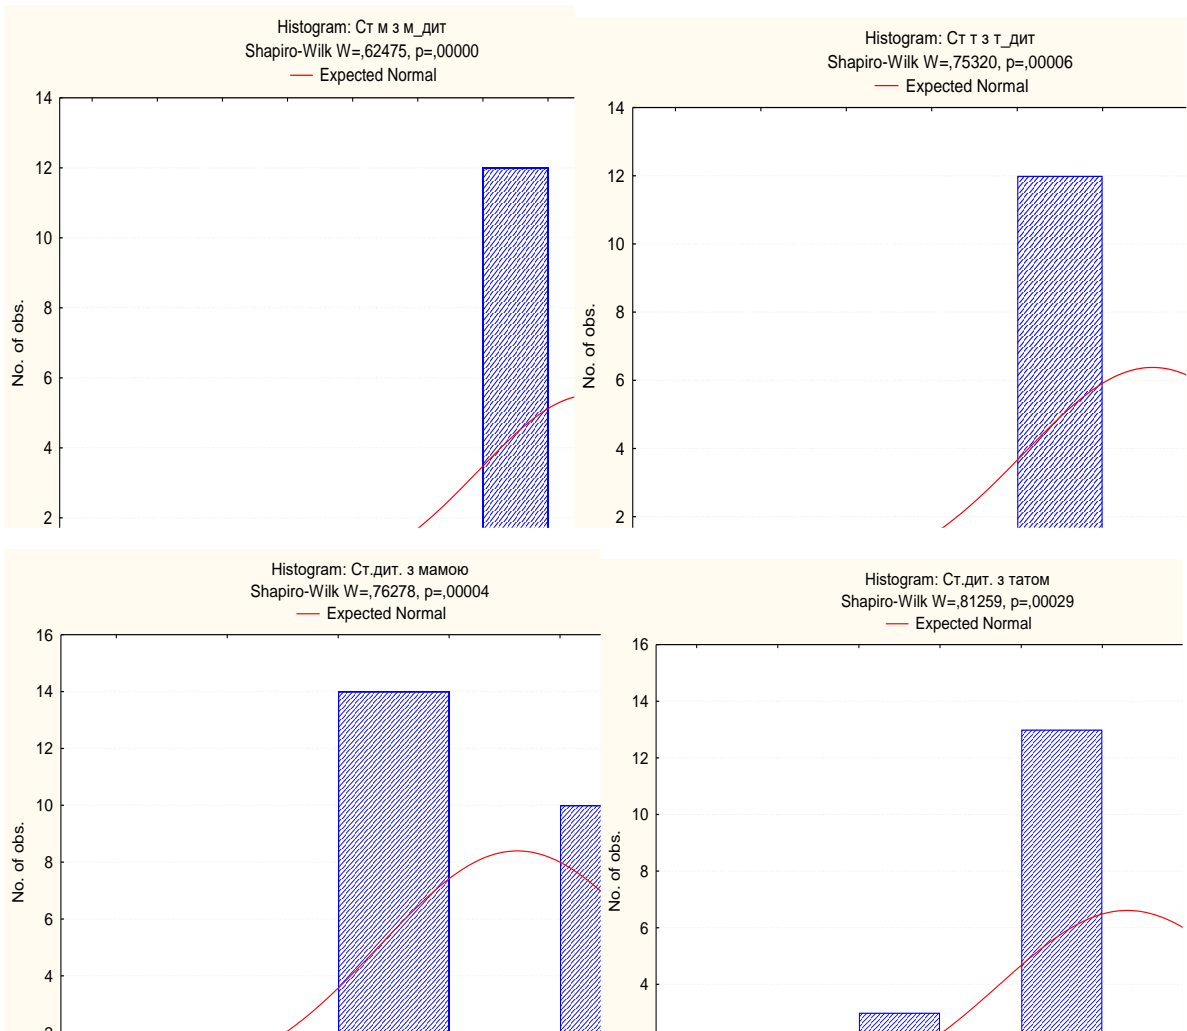 Histogram: Ст м з м_дит
Shapiro-Wilk W=,62475, p=,00000
Expected Normal
14
12
10
8
6
4
2
No. of obs.
Histogram: Ст т з т_дит
Shapiro-Wilk W=,75320, p=,00006
Expected Normal
14
12
10
8
6
4
2
No. of obs.
Histogram: Ст.дит. з мамою
Shapiro-Wilk W=,76278, p=,00004
Expected Normal
16
14
12
10
8
6
4
No. of obs.
Histogram: Ст.дит. з татом
Shapiro-Wilk W=,81259, p=,00029
Expected Normal
16
14
12
10
8
6
4
No. of obs.